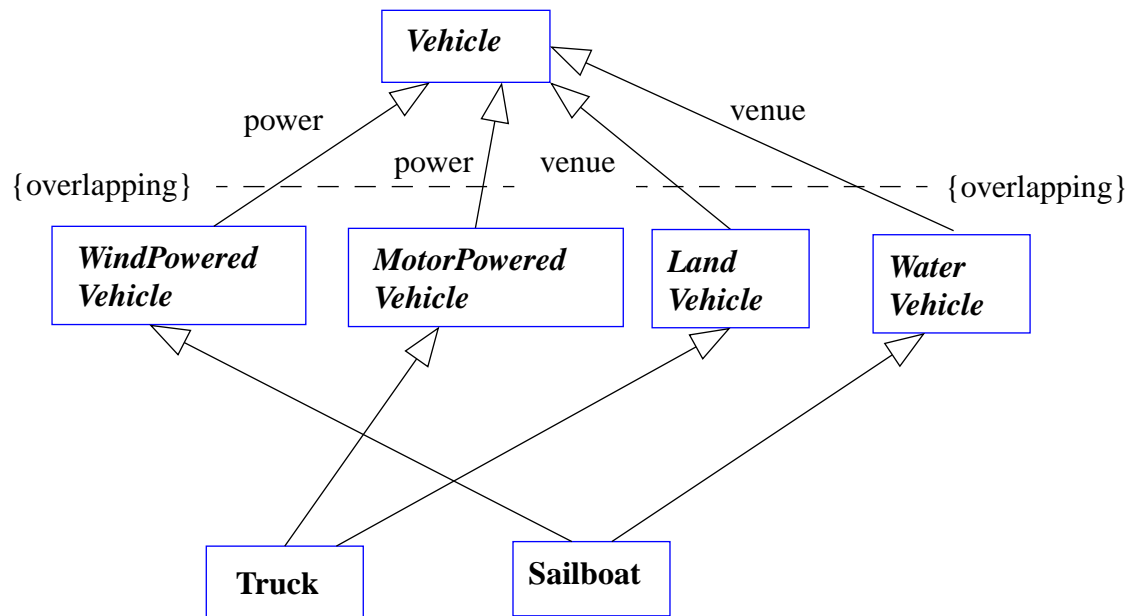 Vehicle
power
venue
power
venue
{overlapping}
{overlapping}
WindPowered
Vehicle
MotorPowered
Vehicle
Land
Vehicle
Water
Vehicle
Truck
Sailboat